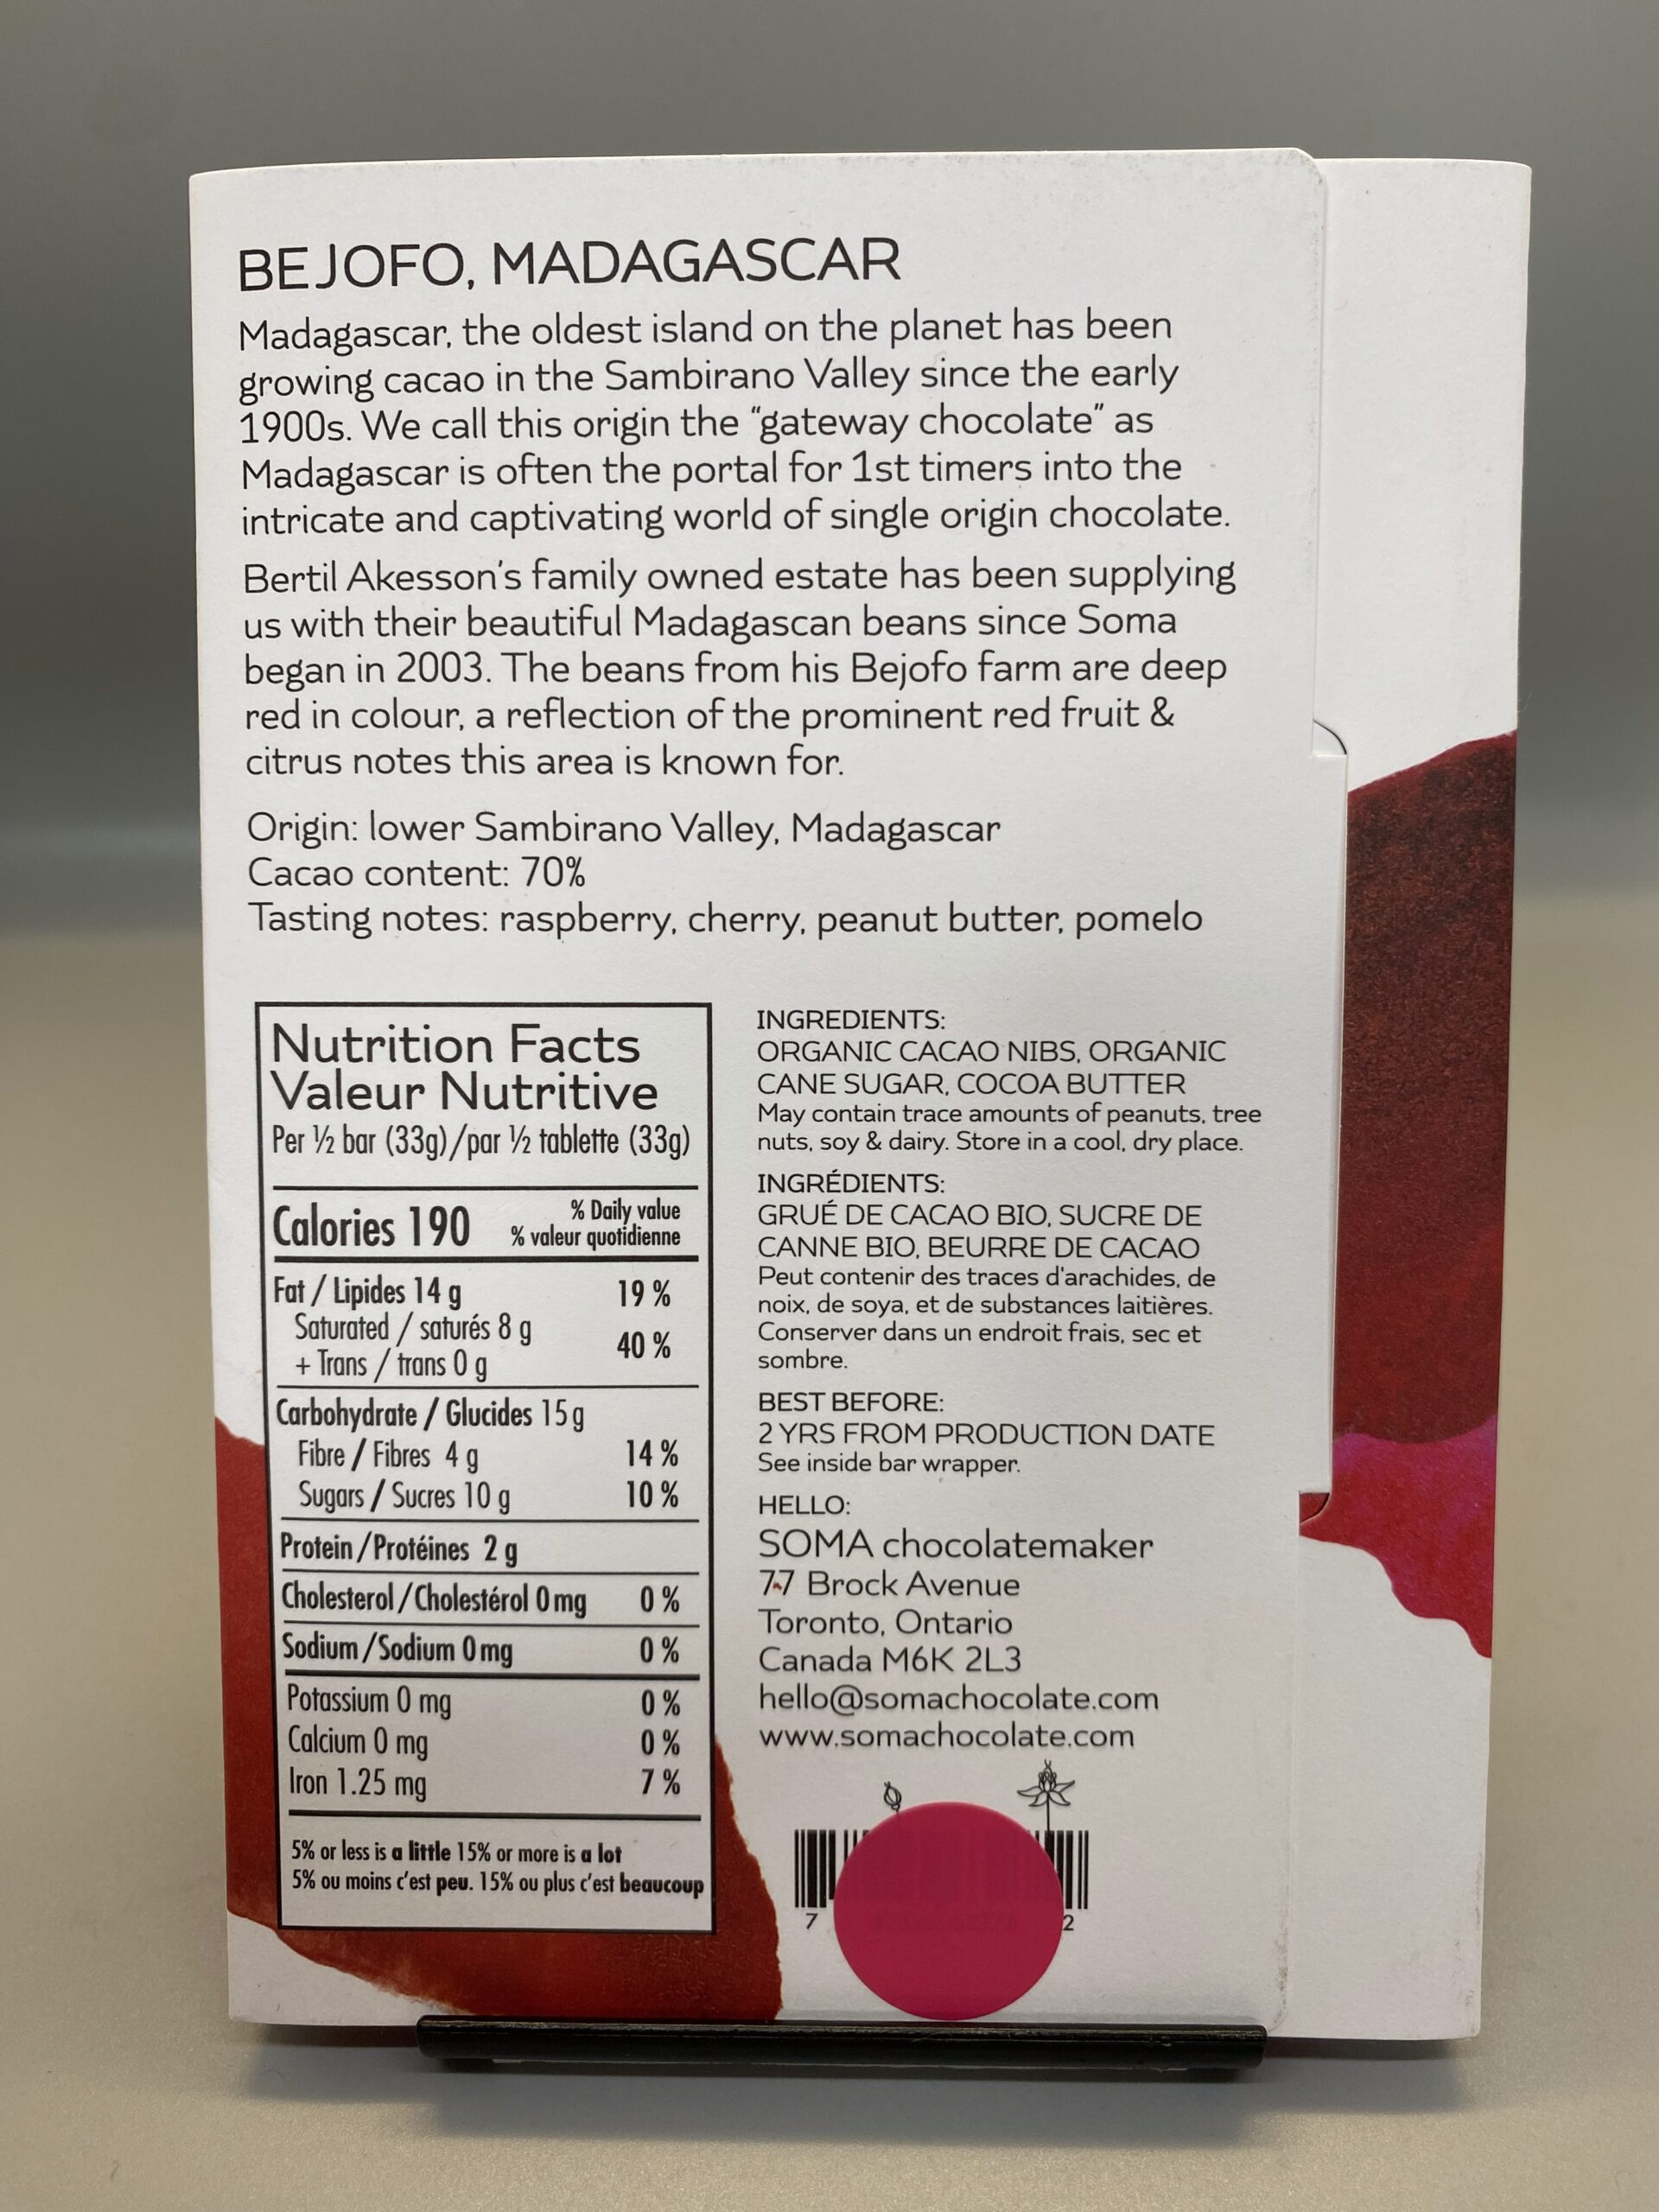 BEJOFO, MADAGASCAR
Madagascar, the oldest island on the planet has been
growing cacao in the Sambirano Valley since the early
1900s. We call this origin the “gateway chocolate” as
Madagascar is often the portal for 1st timers into the
intricate and captivating world of single origin chocolate.
Bertil Akesson's family owned estate has been supplying
us with their beautiful Madagascan beans since Soma
began in 2003. The beans from his Bejofo farm are deep
red in colour, a reflection of the prominent red fruit &
citrus notes this area is known for.
Origin: lower Sambirano Valley, Madagascar
Cacao content: 70%
Tasting notes: raspberry, cherry, peanut butter, pomelo
Nutrition Facts
Valeur Nutritive
Per ½ bar (33g)/par ½ tablette (33g)
Calories 190 % Daily value
% valeur quotidienne
Fat / Lipides 14 g 19 %
Saturated / saturés 8 g
+ Trans / trans 0 g 40 %
Carbohydrate / Glucides 15 g
Fibre / Fibres 4 g 14 %
Sugars / Sucres 10 g 10 %
Protein / Protéines 2 g
Cholesterol / Cholestérol 0 mg 0 %
Sodium / Sodium 0 mg 0 %
Potassium 0 mg 0 %
Calcium 0 mg 0 %
Iron 1.25 mg 7 %
5% or less is a little 15% or more is a lot
5% ou moins c'est peu. 15% ou plus c'est beaucoup
INGREDIENTS:
ORGANIC CACAO NIBS, ORGANIC
CANE SUGAR, COCOA BUTTER
May contain trace amounts of peanuts, tree
nuts, soy & dairy. Store in a cool, dry place.
INGRÉDIENTS:
GRUÉ DE CACAO BIO, SUCRE DE
CANNE BIO, BEURRE DE CACAO
Peut contenir des traces d'arachides, de
noix, de soya, et de substances laitières.
Conserver dans un endroit frais, sec et
sombre.
BEST BEFORE:
2 YRS FROM PRODUCTION DATE
See inside bar wrapper.
HELLO:
SOMA chocolatemaker
77 Brock Avenue
Toronto, Ontario
Canada M6K 2L3
hello@somachocolate.com
www.somachocolate.com
7 2